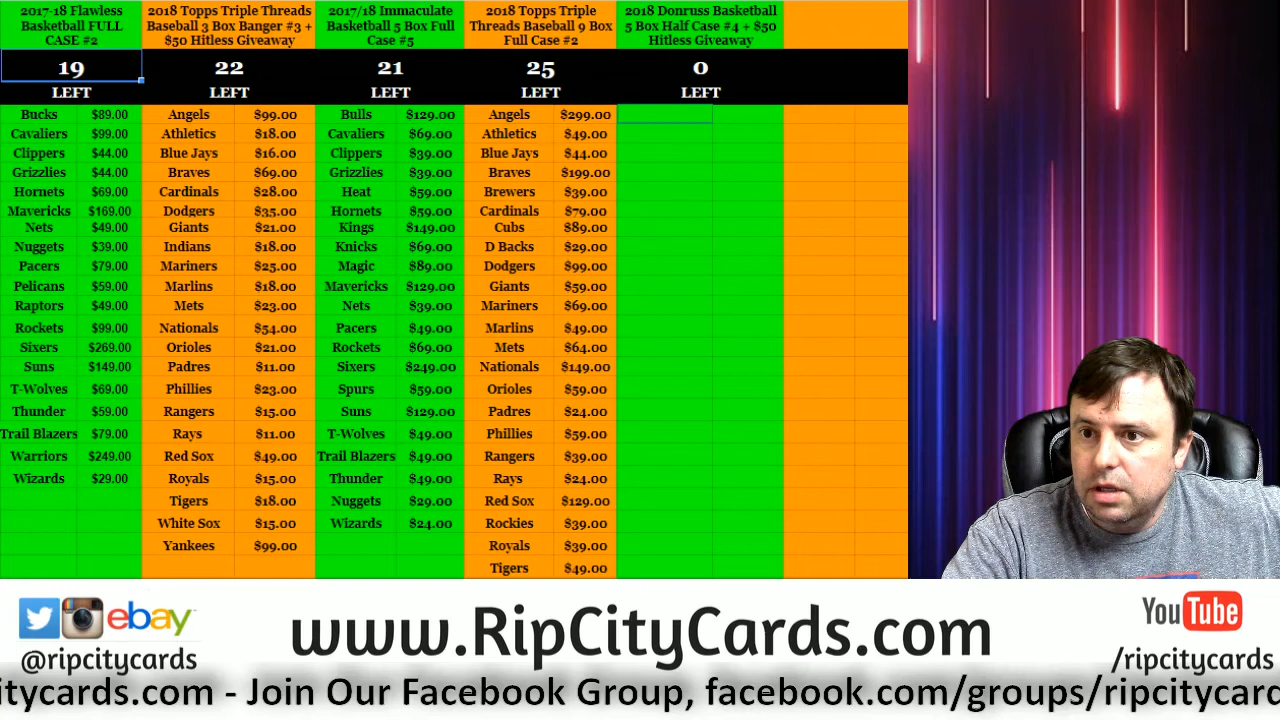 2017-18 Flawless
Basketball FULL
CASE #2
19
LEFT
Bucks $89.00
Cavaliers $99.00
Clippers $44.00
Grizzlies $44.00
Hornets $69.00
Mavericks $169.00
Nets $49.00
Nuggets $39.00
Pacers $79.00
Pelicans $59.00
Raptors $49.00
Rockets $99.00
Sixers $269.00
Suns $149.00
T-Wolves $69.00
Thunder $59.00
Trail Blazers $79.00
Warriors $249.00
Wizards $29.00
2018 Topps Triple Threads
Baseball 3 Box Banger #3 +
$50 Hitless Giveaway
22
LEFT
Angels $99.00
Athletics $18.00
Blue Jays $16.00
Braves $69.00
Cardinals $28.00
Dodgers $35.00
Giants $21.00
Indians $18.00
Mariners $25.00
Marlins $18.00
Mets $23.00
Nationals $54.00
Orioles $21.00
Padres $11.00
Phillies $23.00
Rangers $15.00
Rays $11.00
Red Sox $49.00
Royals $15.00
Tigers $18.00
White Sox $15.00
Yankees $99.00
2017/18 Immaculate
Basketball 5 Box Full
Case #5
21
LEFT
Bulls $129.00
Cavaliers $69.00
Clippers $39.00
Grizzlies $39.00
Heat $59.00
Hornets $59.00
Kings $149.00
Knicks $69.00
Magic $89.00
Mavericks $129.00
Nets $39.00
Pacers $49.00
Rockets $69.00
Sixers $249.00
Spurs $59.00
Suns $129.00
T-Wolves $49.00
Trail Blazers $49.00
Thunder $49.00
Nuggets $29.00
Wizards $24.00
2018 Topps Triple
Threads Baseball 9 Box
Full Case #2
25
LEFT
Angels $299.00
Athletics $49.00
Blue Jays $44.00
Braves $199.00
Brewers $39.00
Cardinals $79.00
Cubs $89.00
D Backs $29.00
Dodgers $99.00
Giants $59.00
Mariners $69.00
Marlins $49.00
Mets $64.00
Nationals $149.00
Orioles $59.00
Padres $24.00
Phillies $59.00
Rangers $39.00
Rays $24.00
Red Sox $129.00
Rockies $39.00
Royals $39.00
Tigers $49.00
2018 Donruss Basketball
5 Box Half Case #4 + $50
Hitless Giveaway
0
LEFT
ebay
@ripcitycards
www.RipCityCards.com
YouTube
/ripcitycards
citycards.com - Join Our Facebook Group, facebook.com/groups/ripcitycard